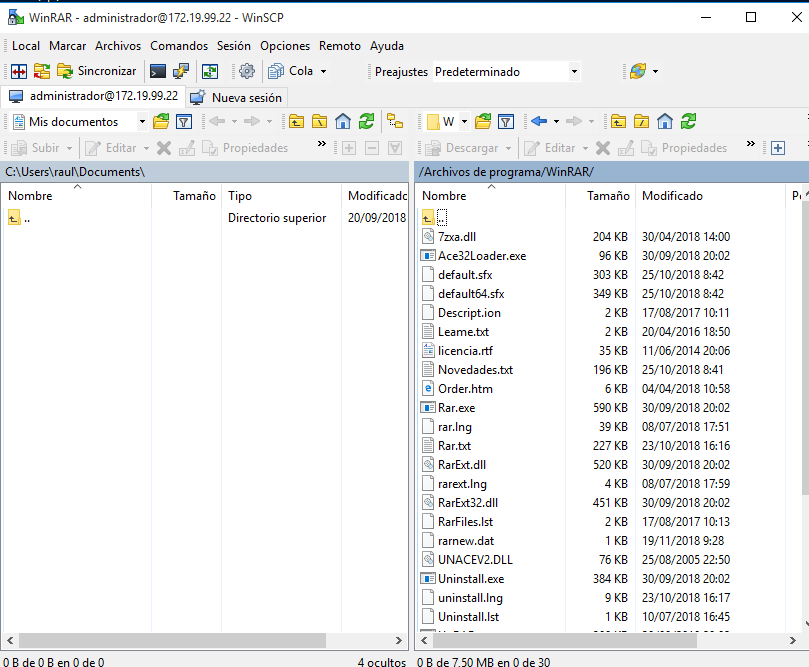 WinRAR - administrador@172.19.99.22 - WinSCP
Local Marcar Archivos Comandos Sesión Opciones Remoto Ayuda
Sincronizar Cola Preajustes Predeterminado
administrador@172.19.99.22 Nueva sesión
Mis documentos W
Subir Editar Propiedades » Descargar Editar Propiedades »
C:\Users\raul\Documents\ /Archivos de programa/WinRAR/
Nombre Tamaño Tipo Modificado Nombre Tamaño Modificado
.. Directorio superior 20/09/2018 ..
7zxa.dll 204 KB 30/04/2018 14:00
Ace32Loader.exe 96 KB 30/09/2018 20:02
default.sfx 303 KB 25/10/2018 8:42
default64.sfx 349 KB 25/10/2018 8:42
Descript.ion 2 KB 17/08/2017 10:11
Leame.txt 2 KB 20/04/2016 18:50
licencia.rtf 35 KB 11/06/2014 20:06
Novedades.txt 196 KB 25/10/2018 8:41
Order.htm 6 KB 04/04/2018 10:58
Rar.exe 590 KB 30/09/2018 20:02
rar.lng 39 KB 08/07/2018 17:51
Rar.txt 227 KB 23/10/2018 16:16
RarExt.dll 520 KB 30/09/2018 20:02
rarext.lng 4 KB 08/07/2018 17:59
RarExt32.dll 451 KB 30/09/2018 20:02
RarFiles.lst 2 KB 17/08/2017 10:13
rarnew.dat 1 KB 19/11/2018 9:28
UNACEV2.DLL 76 KB 25/08/2005 22:50
Uninstall.exe 384 KB 30/09/2018 20:02
uninstall.lng 9 KB 23/10/2018 16:17
Uninstall.lst 1 KB 10/07/2018 16:45
0 B de 0 B en 0 de 0 4 ocultos 0 B de 7.50 MB en 0 de 30